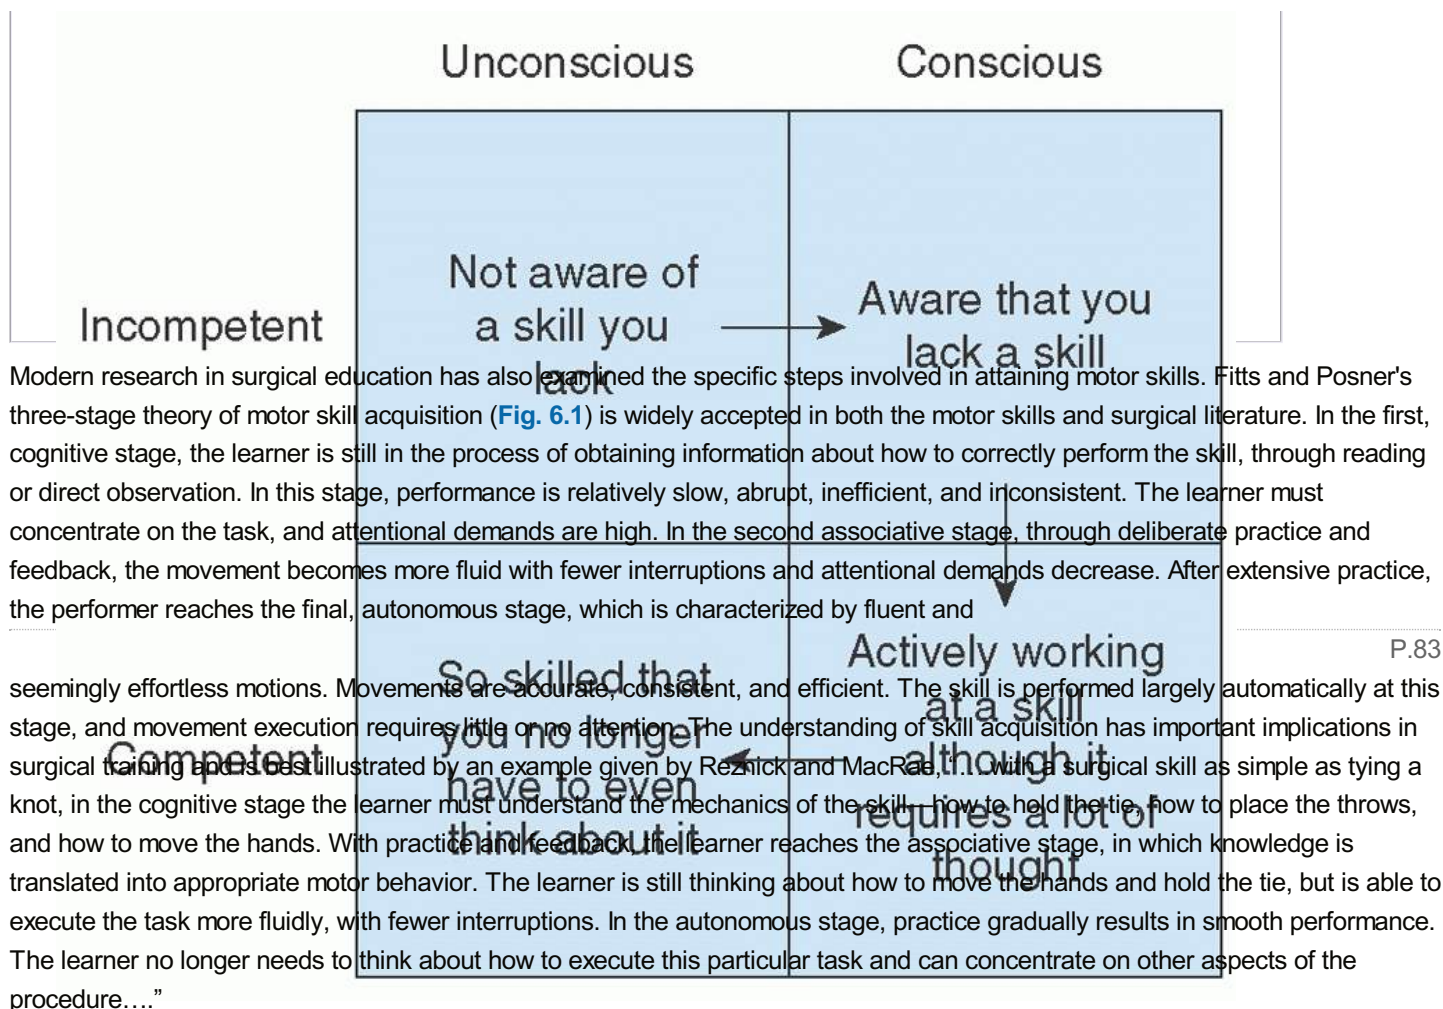 Unconscious Conscious
Not aware of
a skill you
lack
Aware that you
lack a skill
Incompetent
Modern research in surgical education has also examined the specific steps involved in attaining motor skills. Fitts and Posner's
three-stage theory of motor skill acquisition (Fig. 6.1) is widely accepted in both the motor skills and surgical literature. In the first,
cognitive stage, the learner is still in the process of obtaining information about how to correctly perform the skill, through reading
or direct observation. In this stage, performance is relatively slow, abrupt, inefficient, and inconsistent. The learner must
concentrate on the task, and attentional demands are high. In the second associative stage, through deliberate practice and
feedback, the movement becomes more fluid with fewer interruptions and attentional demands decrease. After extensive practice,
the performer reaches the final, autonomous stage, which is characterized by fluent and
P.83
seemingly effortless motions. Movements are accurate, consistent, and efficient. The skill is performed largely automatically at this
stage, and movement execution requires little or no attention. The understanding of skill acquisition has important implications in
surgical training and is best illustrated by an example given by Reznick and MacRae, “.... with a surgical skill as simple as tying a
knot, in the cognitive stage the learner must understand the mechanics of the skill—how to hold the tie, how to place the throws,
and how to move the hands. With practice and feedback, the learner reaches the associative stage, in which knowledge is
translated into appropriate motor behavior. The learner is still thinking about how to move the hands and hold the tie, but is able to
execute the task more fluidly, with fewer interruptions. In the autonomous stage, practice gradually results in smooth performance.
The learner no longer needs to think about how to execute this particular task and can concentrate on other aspects of the
procedure….”
Competent
So skilled that
you no longer
have to even
think about it
Actively working
at a skill
although it
requires a lot of
thought